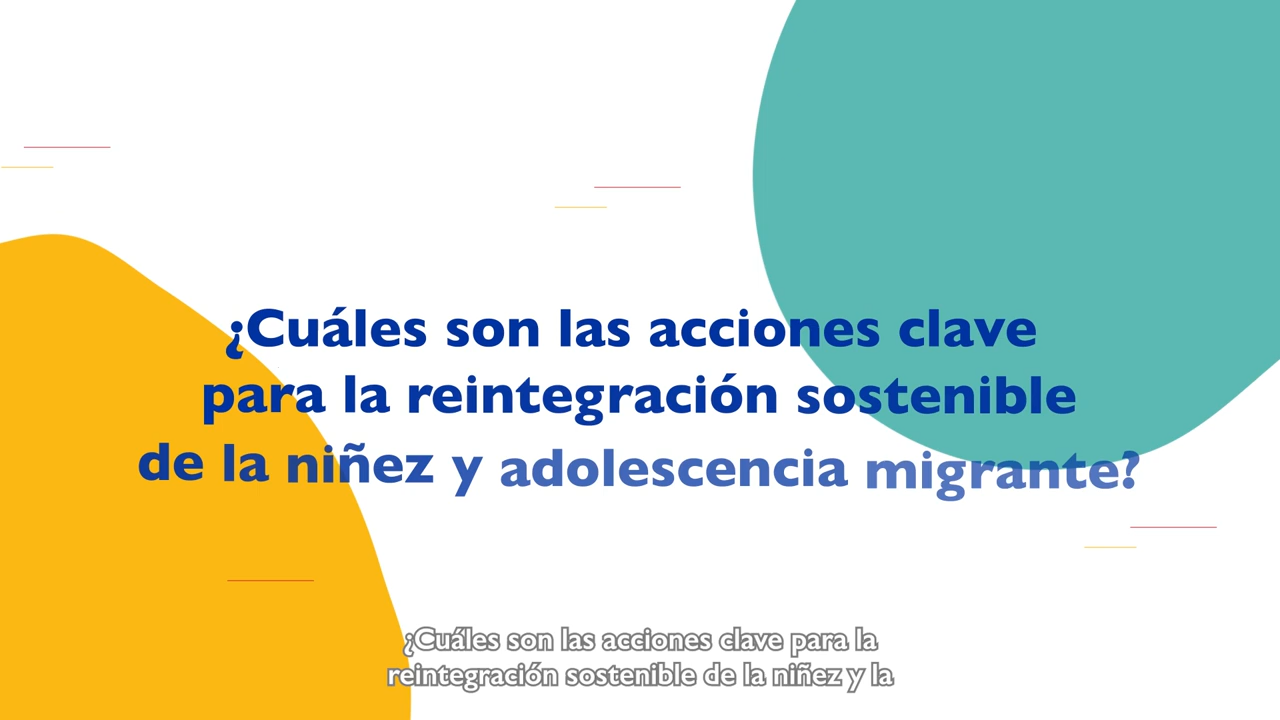 ¿Cuáles son las acciones clave
para la reintegración sostenible
de la niñez y adolescencia migrante?
¿Cuáles son las acciones clave para la
reintegración sostenible de la niñez y la